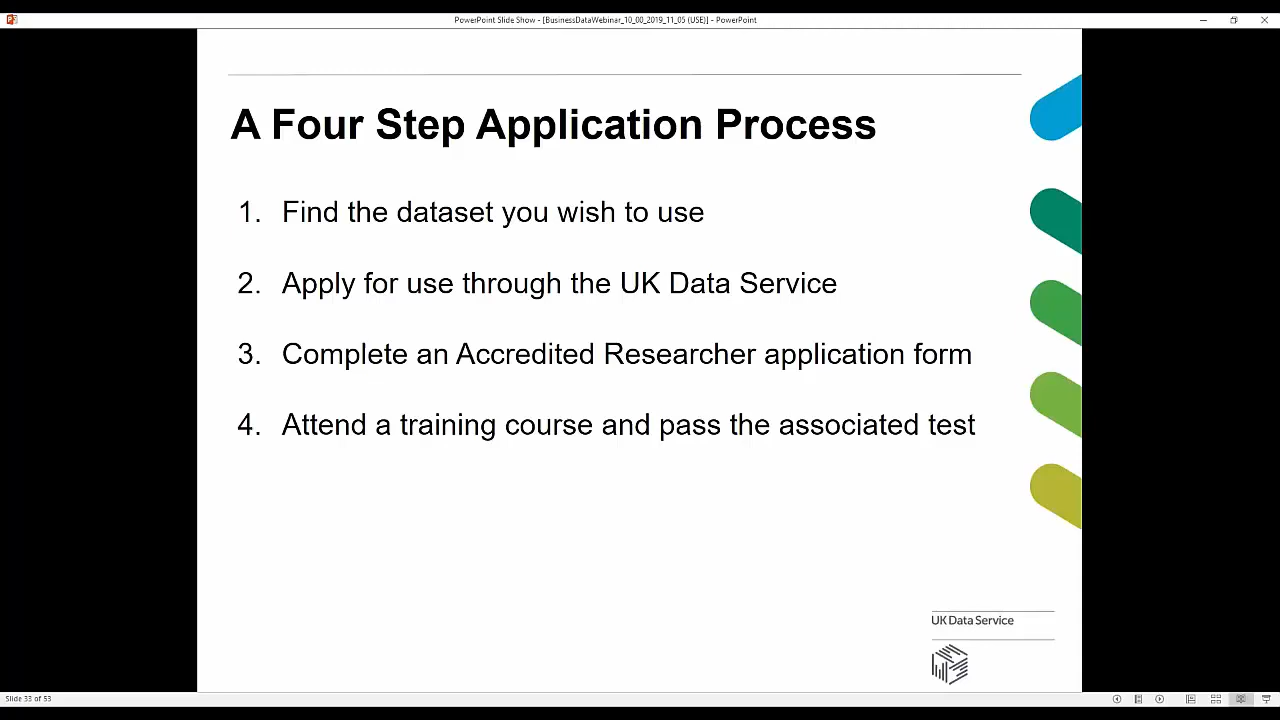 PowerPoint Slide Show - [BusinessDataWebinar_10_00_2019_11_05 (USE)] - PowerPoint
A Four Step Application Process
1. Find the dataset you wish to use
2. Apply for use through the UK Data Service
3. Complete an Accredited Researcher application form
4. Attend a training course and pass the associated test
UK Data Service
Slide 33 of 53